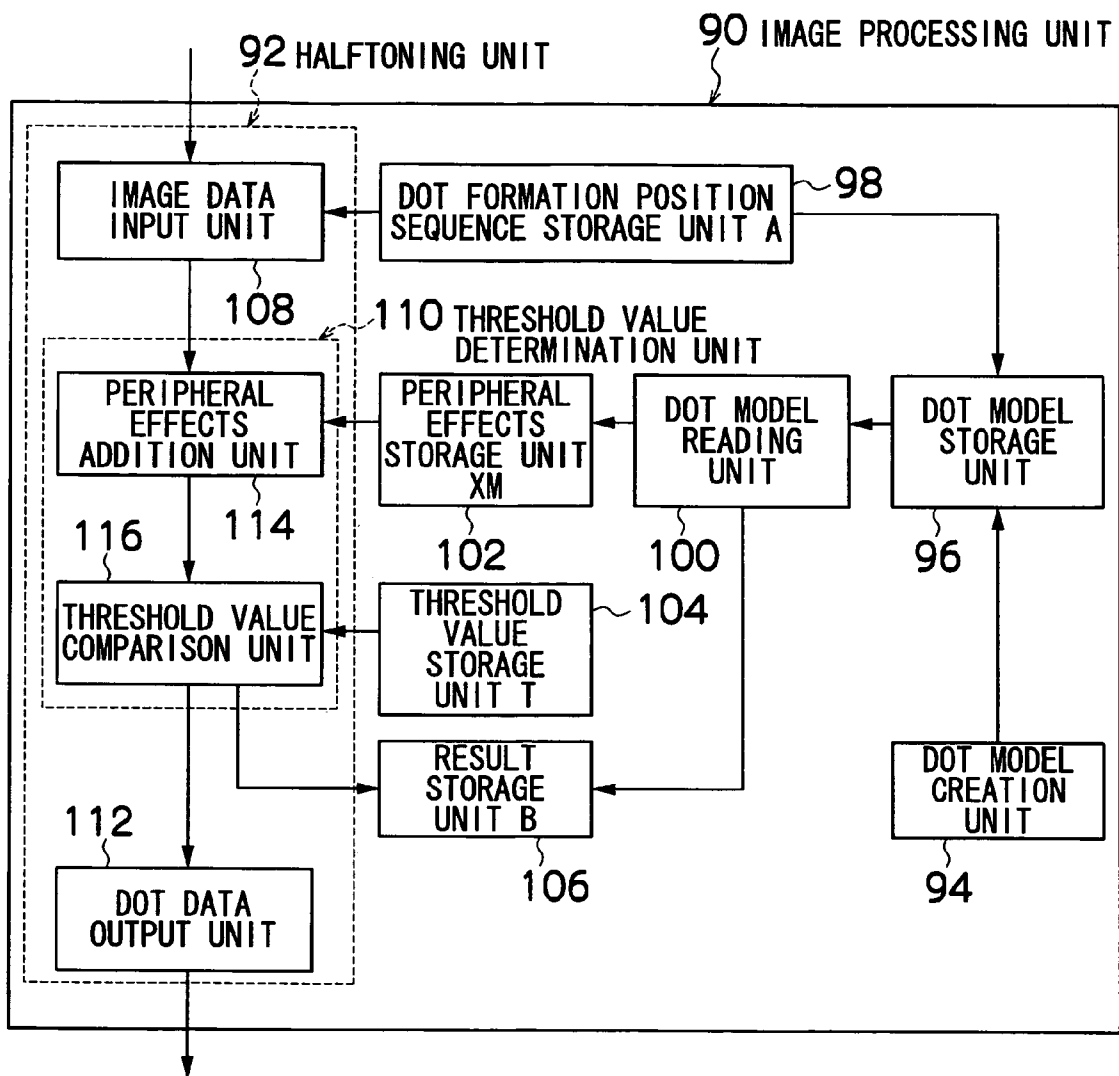 90 IMAGE PROCESSING UNIT
92 HALFTONING UNIT
IMAGE DATA
INPUT UNIT
108
DOT FORMATION POSITION
SEQUENCE STORAGE UNIT A
98
110 THRESHOLD VALUE
DETERMINATION UNIT
PERIPHERAL
EFFECTS
ADDITION UNIT
114
PERIPHERAL
EFFECTS
STORAGE UNIT
XM
102
DOT MODEL
READING
UNIT
100
DOT MODEL
STORAGE
UNIT
96
116
THRESHOLD VALUE
COMPARISON UNIT
THRESHOLD
VALUE
STORAGE
UNIT T
104
RESULT
STORAGE
UNIT B
106
DOT MODEL
CREATION
UNIT
94
112
DOT DATA
OUTPUT UNIT